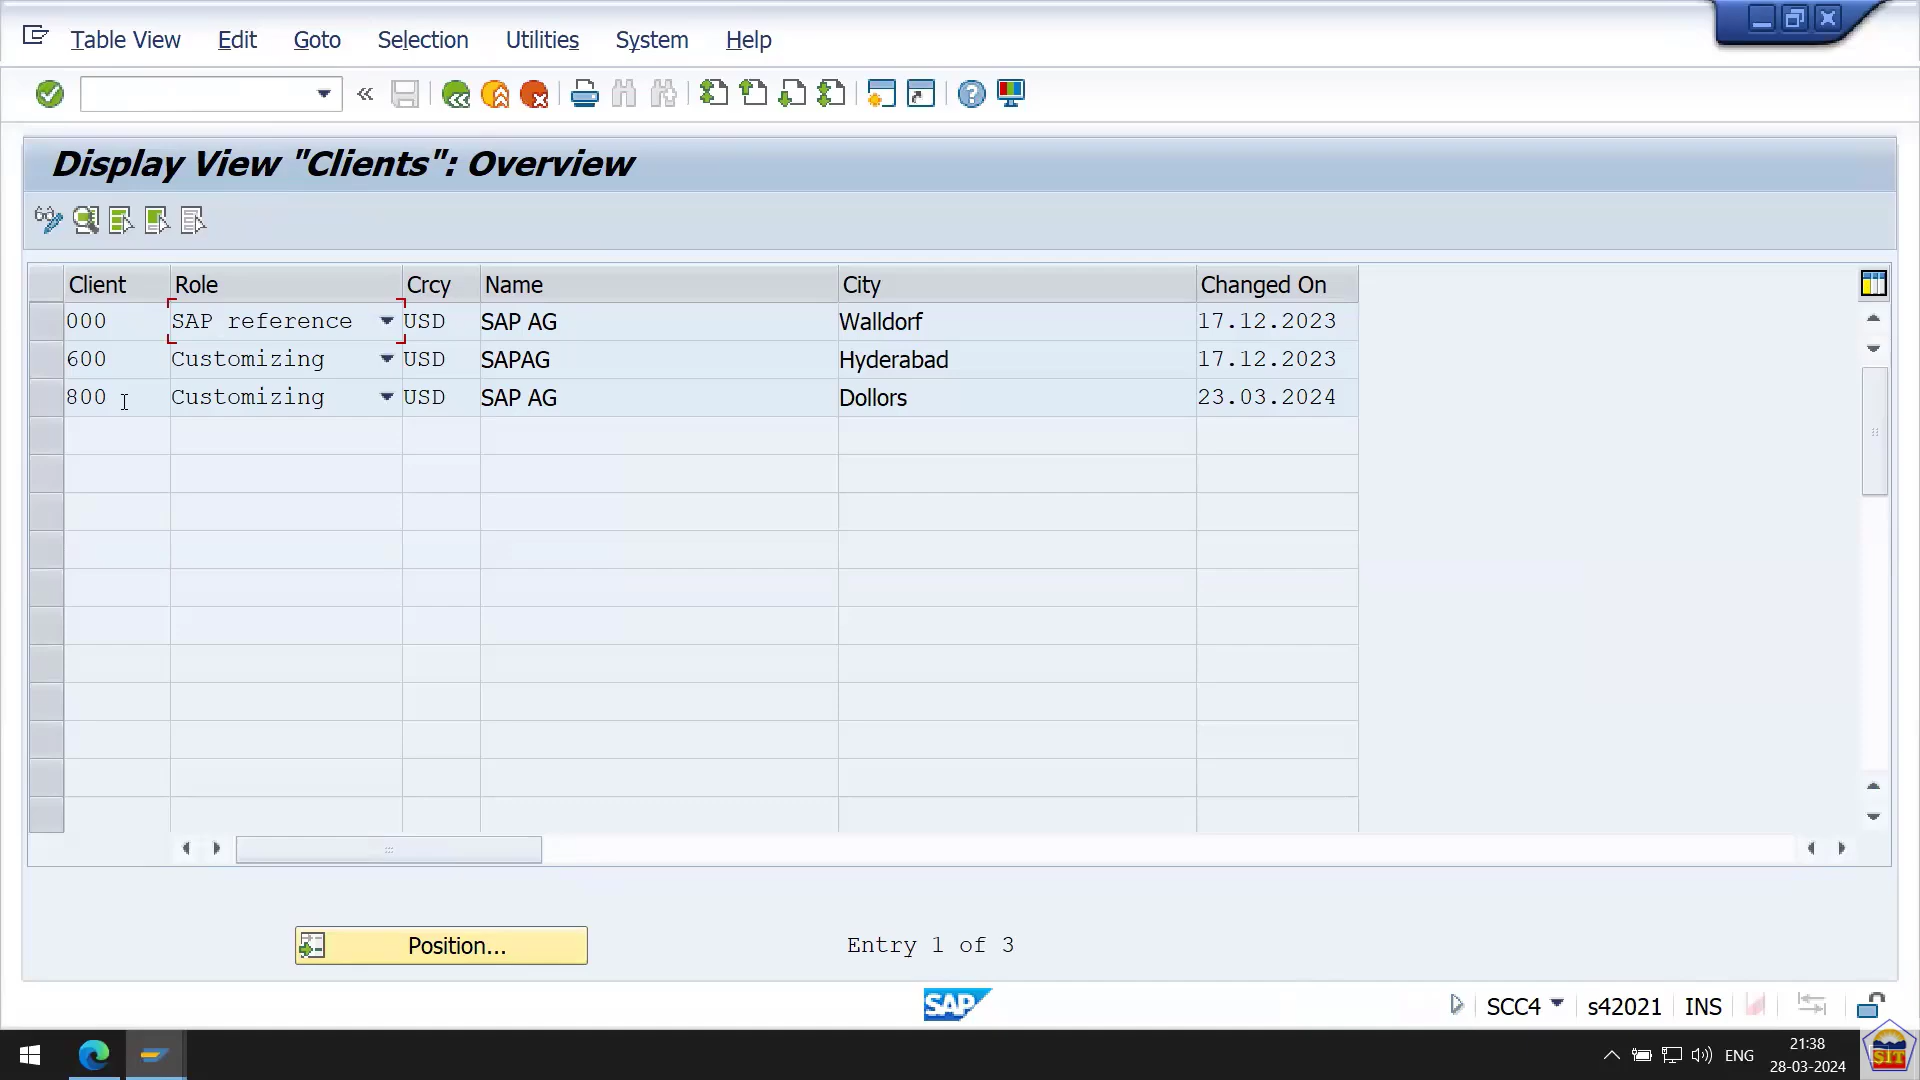 Table View Edit Goto Selection Utilities System Help
Display View "Clients": Overview
Client Role Crcy Name City Changed On
000 SAP reference USD SAP AG Walldorf 17.12.2023
600 Customizing USD SAPAG Hyderabad 17.12.2023
800 Customizing USD SAP AG Dollors 23.03.2024
Position... Entry 1 of 3
SAP SCC4 s42021 INS
ENG 21:38
28-03-2024
SIT